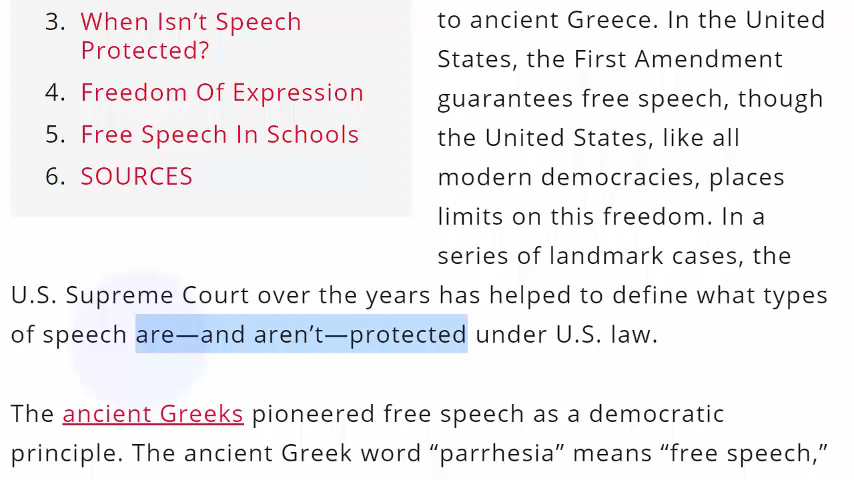 3. When Isn’t Speech
Protected?
4. Freedom Of Expression
5. Free Speech In Schools
6. SOURCES
to ancient Greece. In the United
States, the First Amendment
guarantees free speech, though
the United States, like all
modern democracies, places
limits on this freedom. In a
series of landmark cases, the
U.S. Supreme Court over the years has helped to define what types
of speech are—and aren’t—protected under U.S. law.
The ancient Greeks pioneered free speech as a democratic
principle. The ancient Greek word “parrhesia” means “free speech,”